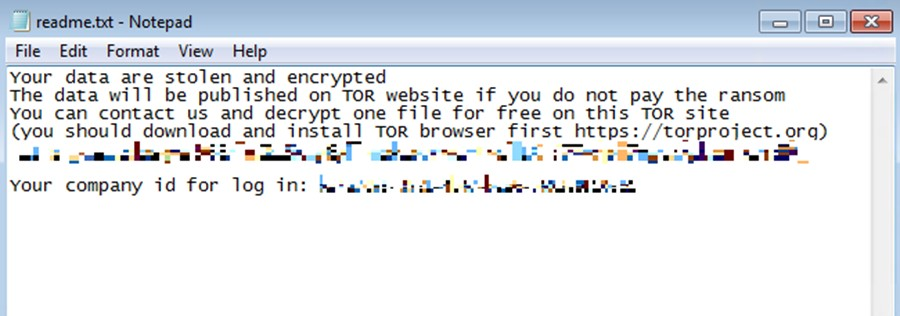 readme.txt - Notepad
File Edit Format View Help
Your data are stolen and encrypted
The data will be published on TOR website if you do not pay the ransom
You can contact us and decrypt one file for free on this TOR site
(you should download and install TOR browser first https://torproject.org)
Your company id for log in: